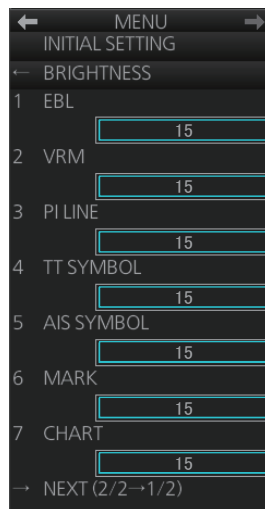 ← MENU →
INITIAL SETTING
← BRIGHTNESS
1 EBL
15
2 VRM
15
3 PI LINE
15
4 TT SYMBOL
15
5 AIS SYMBOL
15
6 MARK
15
7 CHART
15
→ NEXT (2/2→1/2)